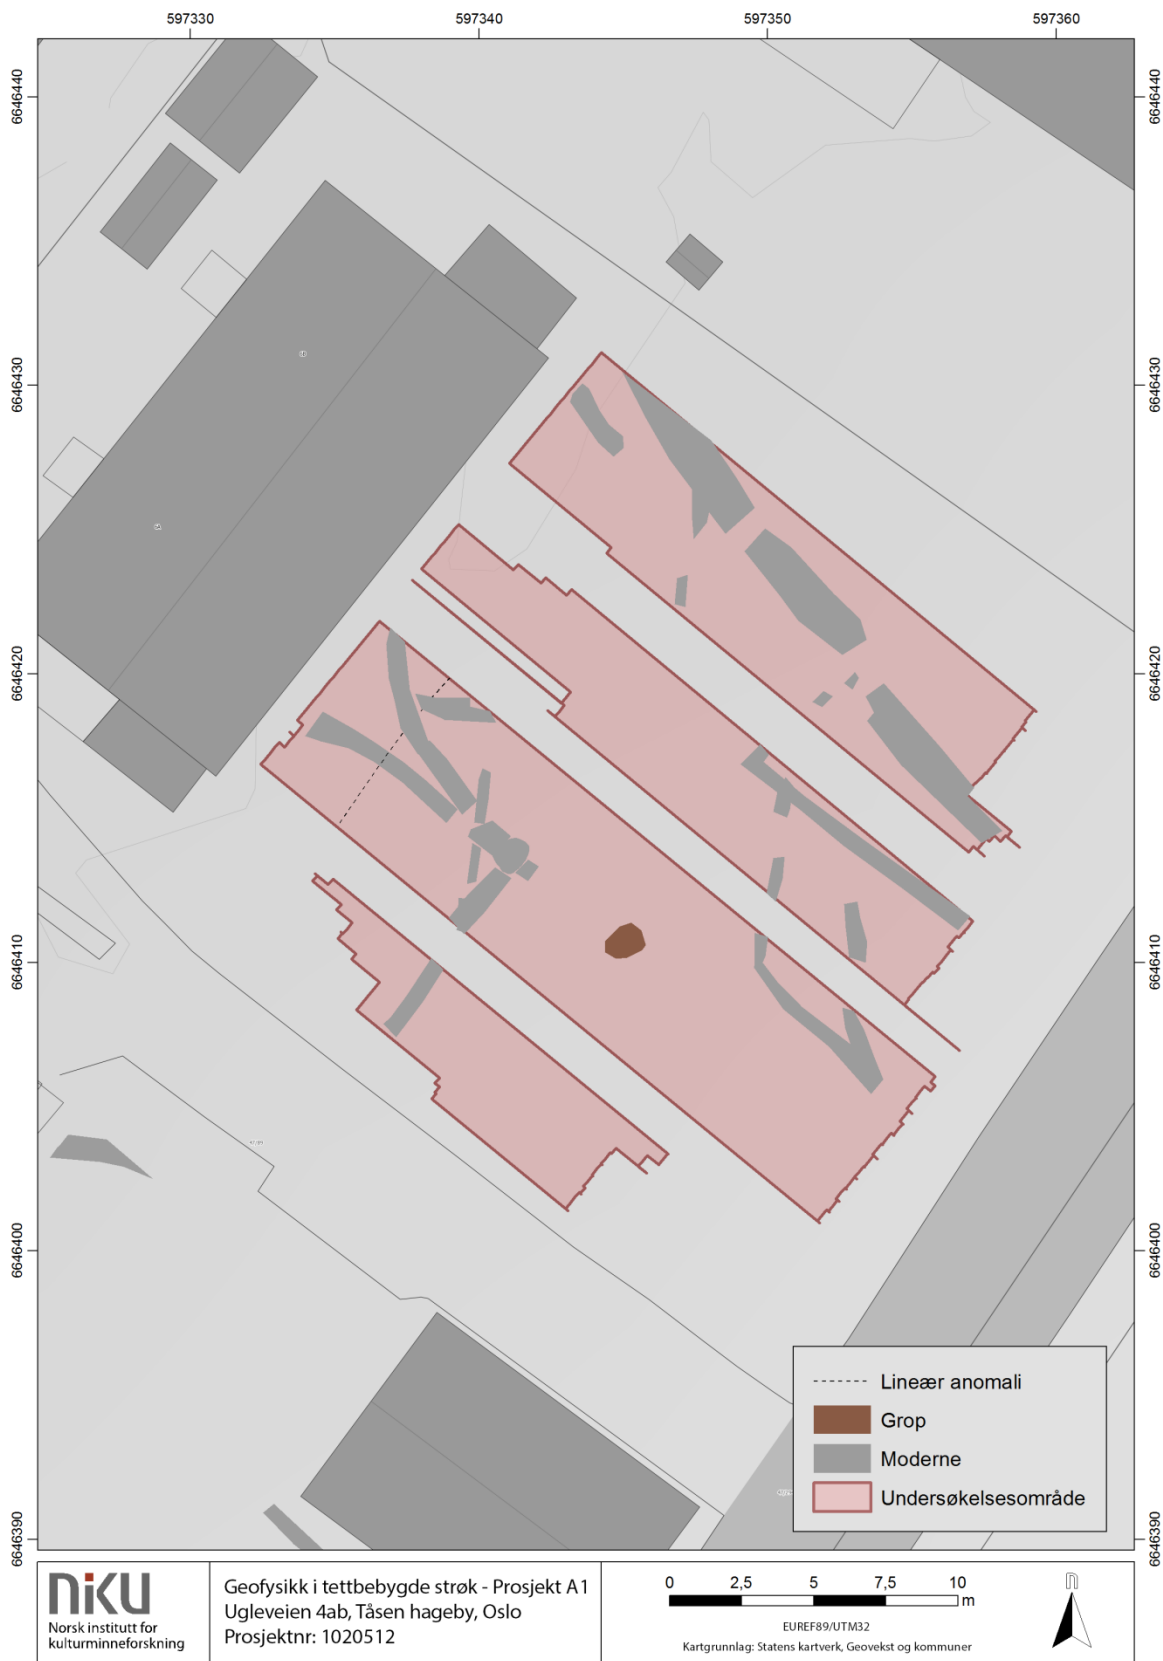 597330 597340 597350 597360
6646440 6646440
6646430 6646430
6646420 6646420
6646410 6646410
6646400 6646400
6646390 6646390
Lineær anomali
Grop
Moderne
Undersøkelsesområde
niku
Norsk institutt for
kulturminneforskning
Geofysikk i tettbebygde strøk - Prosjekt A1
Ugleveien 4ab, Tåsen hageby, Oslo
Prosjektnr: 1020512
0 2,5 5 7,5 10
m
EUREF89/UTM32
Kartgrunnlag: Statens kartverk, Geovekst og kommuner
n